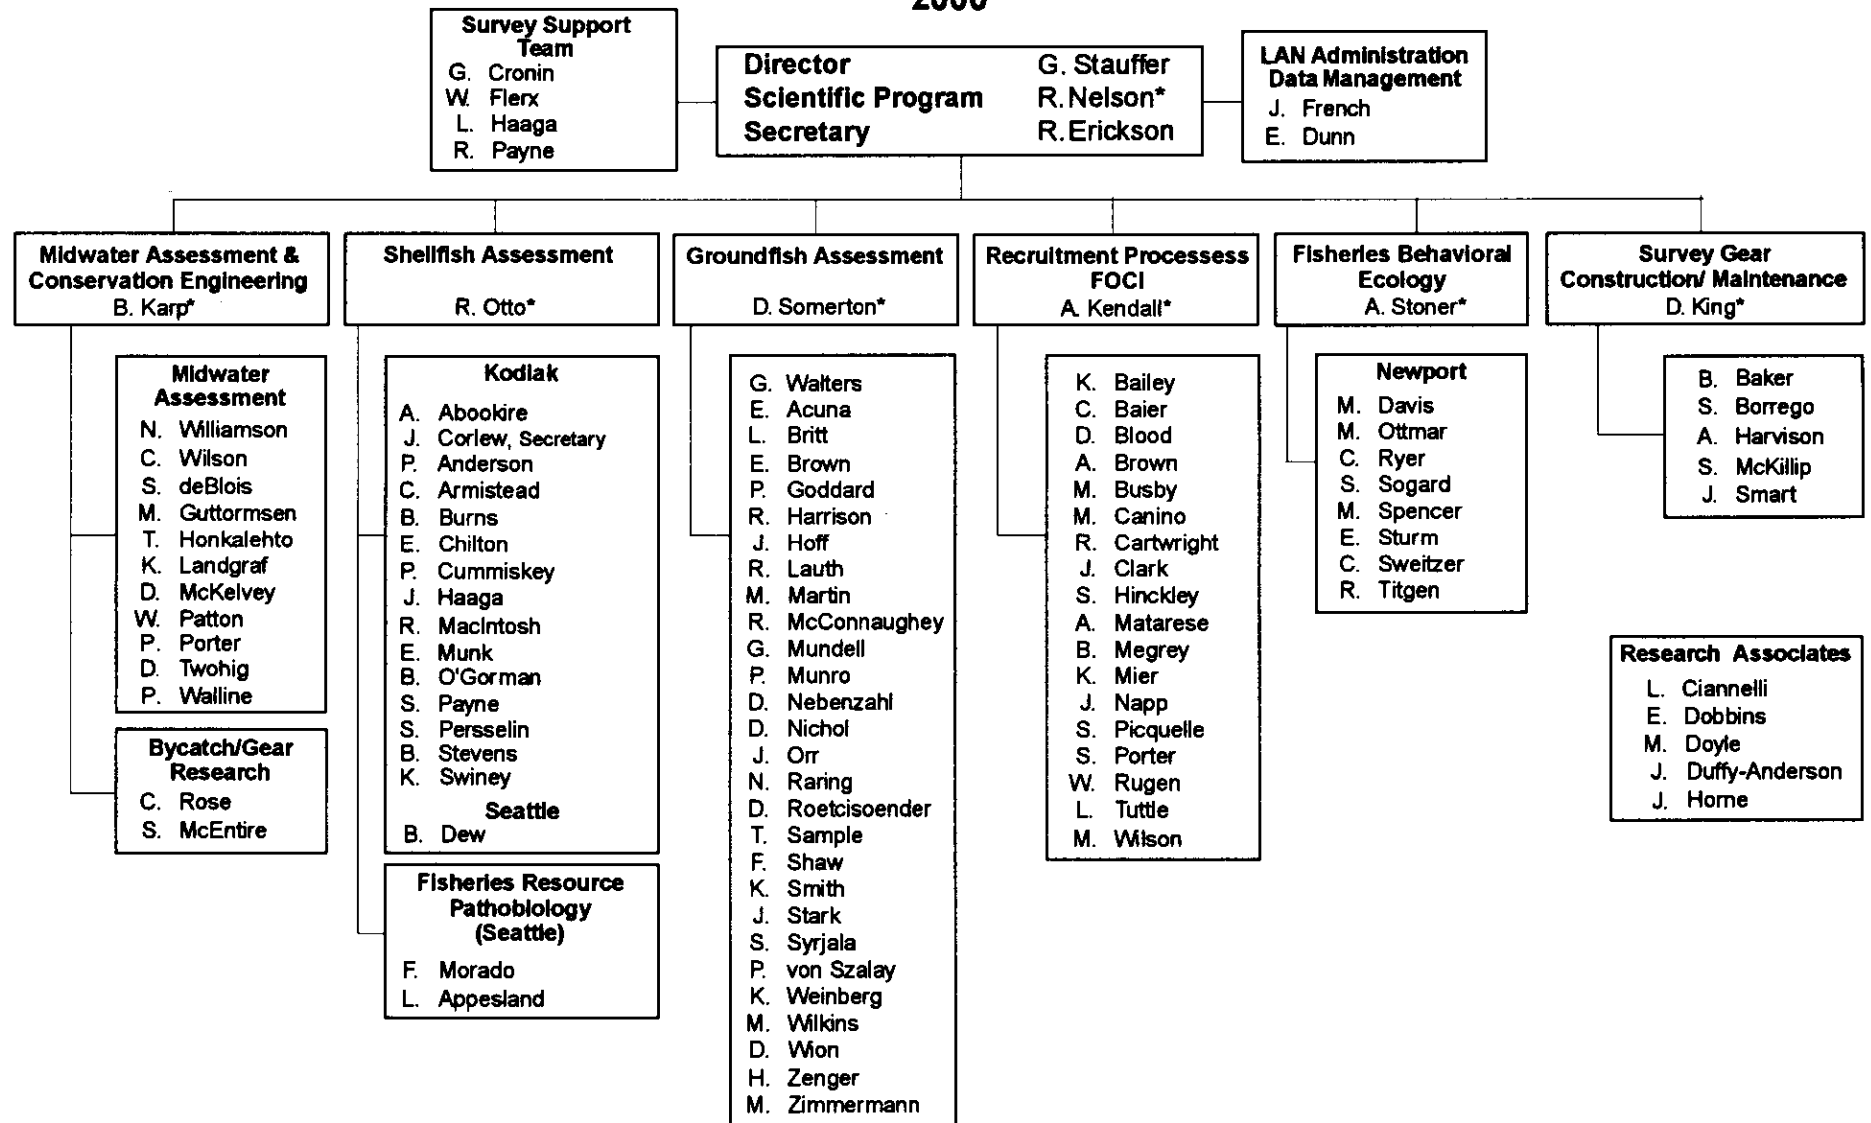 2000
Survey Support
Team
G. Cronin
W. Flerx
L. Haaga
R. Payne
Director G. Stauffer
Scientific Program R. Nelson*
Secretary R. Erickson
LAN Administration
Data Management
J. French
E. Dunn
Midwater Assessment &
Conservation Engineering
B. Karp*
Shellfish Assessment
R. Otto*
Groundfish Assessment
D. Somerton*
Recruitment Processess
FOCI
A. Kendall*
Fisheries Behavioral
Ecology
A. Stoner*
Survey Gear
Construction/ Maintenance
D. King*
Midwater
Assessment
N. Williamson
C. Wilson
S. deBlois
M. Guttormsen
T. Honkalehto
K. Landgraf
D. McKelvey
W. Patton
P. Porter
D. Twohig
P. Walline
Bycatch/Gear
Research
C. Rose
S. McEntire
Kodiak
A. Abookire
J. Corlew, Secretary
P. Anderson
C. Armistead
B. Burns
E. Chilton
P. Cummiskey
J. Haaga
R. MacIntosh
E. Munk
B. O'Gorman
S. Payne
S. Persselin
B. Stevens
K. Swiney
Seattle
B. Dew
Fisheries Resource
Pathobiology
(Seattle)
F. Morado
L. Appesland
G. Walters
E. Acuna
L. Britt
E. Brown
P. Goddard
R. Harrison
J. Hoff
R. Lauth
M. Martin
R. McConnaughey
G. Mundell
P. Munro
D. Nebenzahl
D. Nichol
J. Orr
N. Raring
D. Roetcisoender
T. Sample
F. Shaw
K. Smith
J. Stark
S. Syrjala
P. von Szalay
K. Weinberg
M. Wilkins
D. Wion
H. Zenger
M. Zimmermann
K. Bailey
C. Baier
D. Blood
A. Brown
M. Busby
M. Canino
R. Cartwright
J. Clark
S. Hinckley
A. Matarese
B. Megrey
K. Mier
J. Napp
S. Picquelle
S. Porter
W. Rugen
L. Tuttle
M. Wilson
Newport
M. Davis
M. Ottmar
C. Ryer
S. Sogard
M. Spencer
E. Sturm
C. Sweitzer
R. Titgen
B. Baker
S. Borrego
A. Harvison
S. McKillip
J. Smart
Research Associates
L. Ciannelli
E. Dobbins
M. Doyle
J. Duffy-Anderson
J. Horne